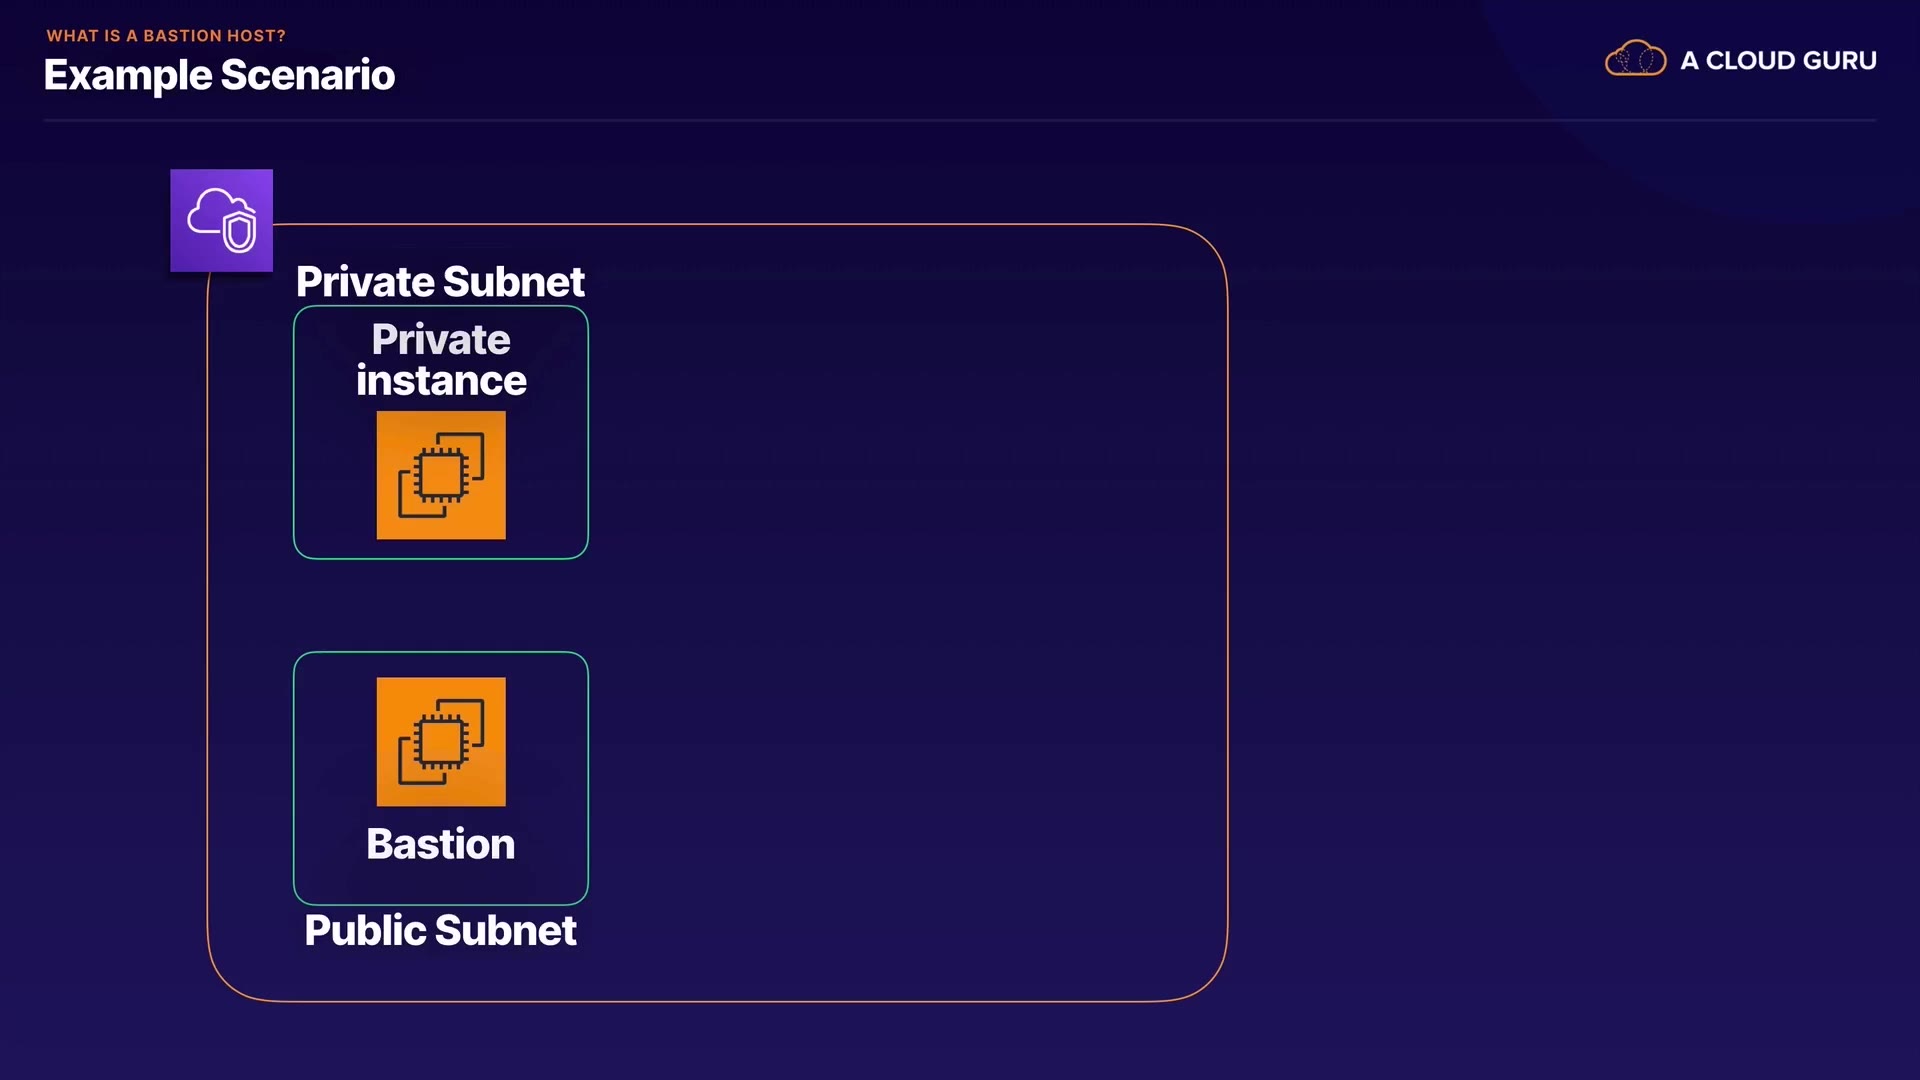 WHAT IS A BASTION HOST?
Example Scenario
A CLOUD GURU
Private Subnet
Private
instance
Bastion
Public Subnet